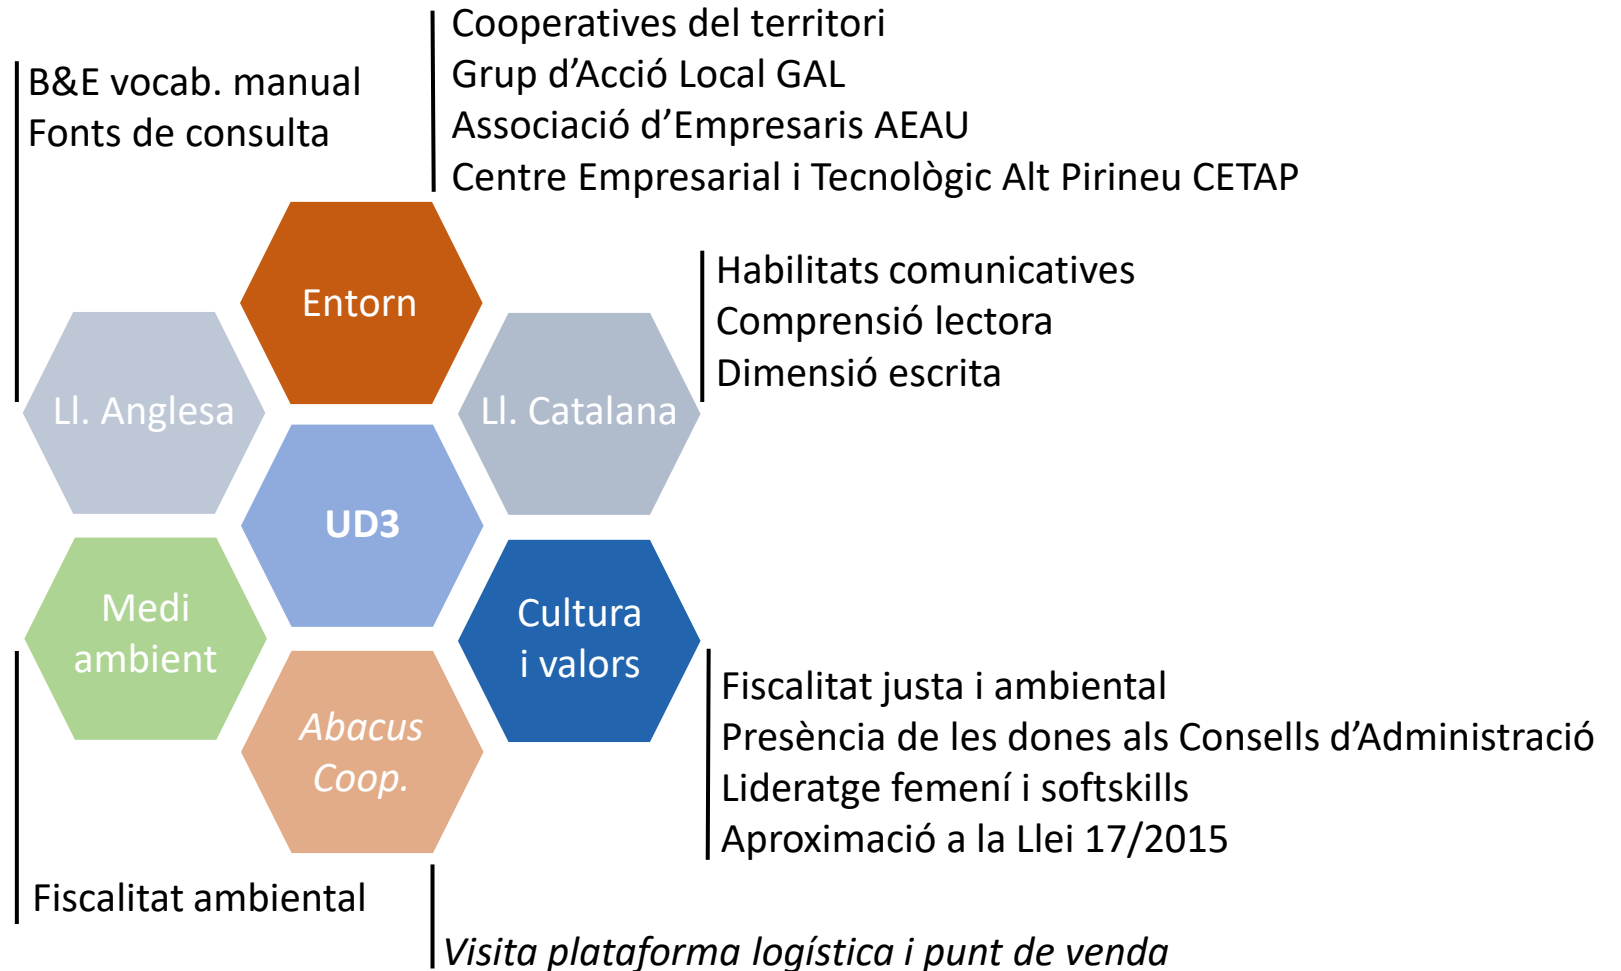 Cooperatives del territori
Grup d’Acció Local GAL
Associació d’Empresaris AEAU
Centre Empresarial i Tecnològic Alt Pirineu CETAP
B&E vocab. manual
Fonts de consulta
Entorn
Habilitats comunicatives
Comprensió lectora
Dimensió escrita
Ll. Anglesa
Ll. Catalana
UD3
Medi
ambient
Cultura
i valors
Abacus
Coop.
Fiscalitat justa i ambiental
Presència de les dones als Consells d’Administració
Lideratge femení i softskills
Aproximació a la Llei 17/2015
Fiscalitat ambiental
Visita plataforma logística i punt de venda